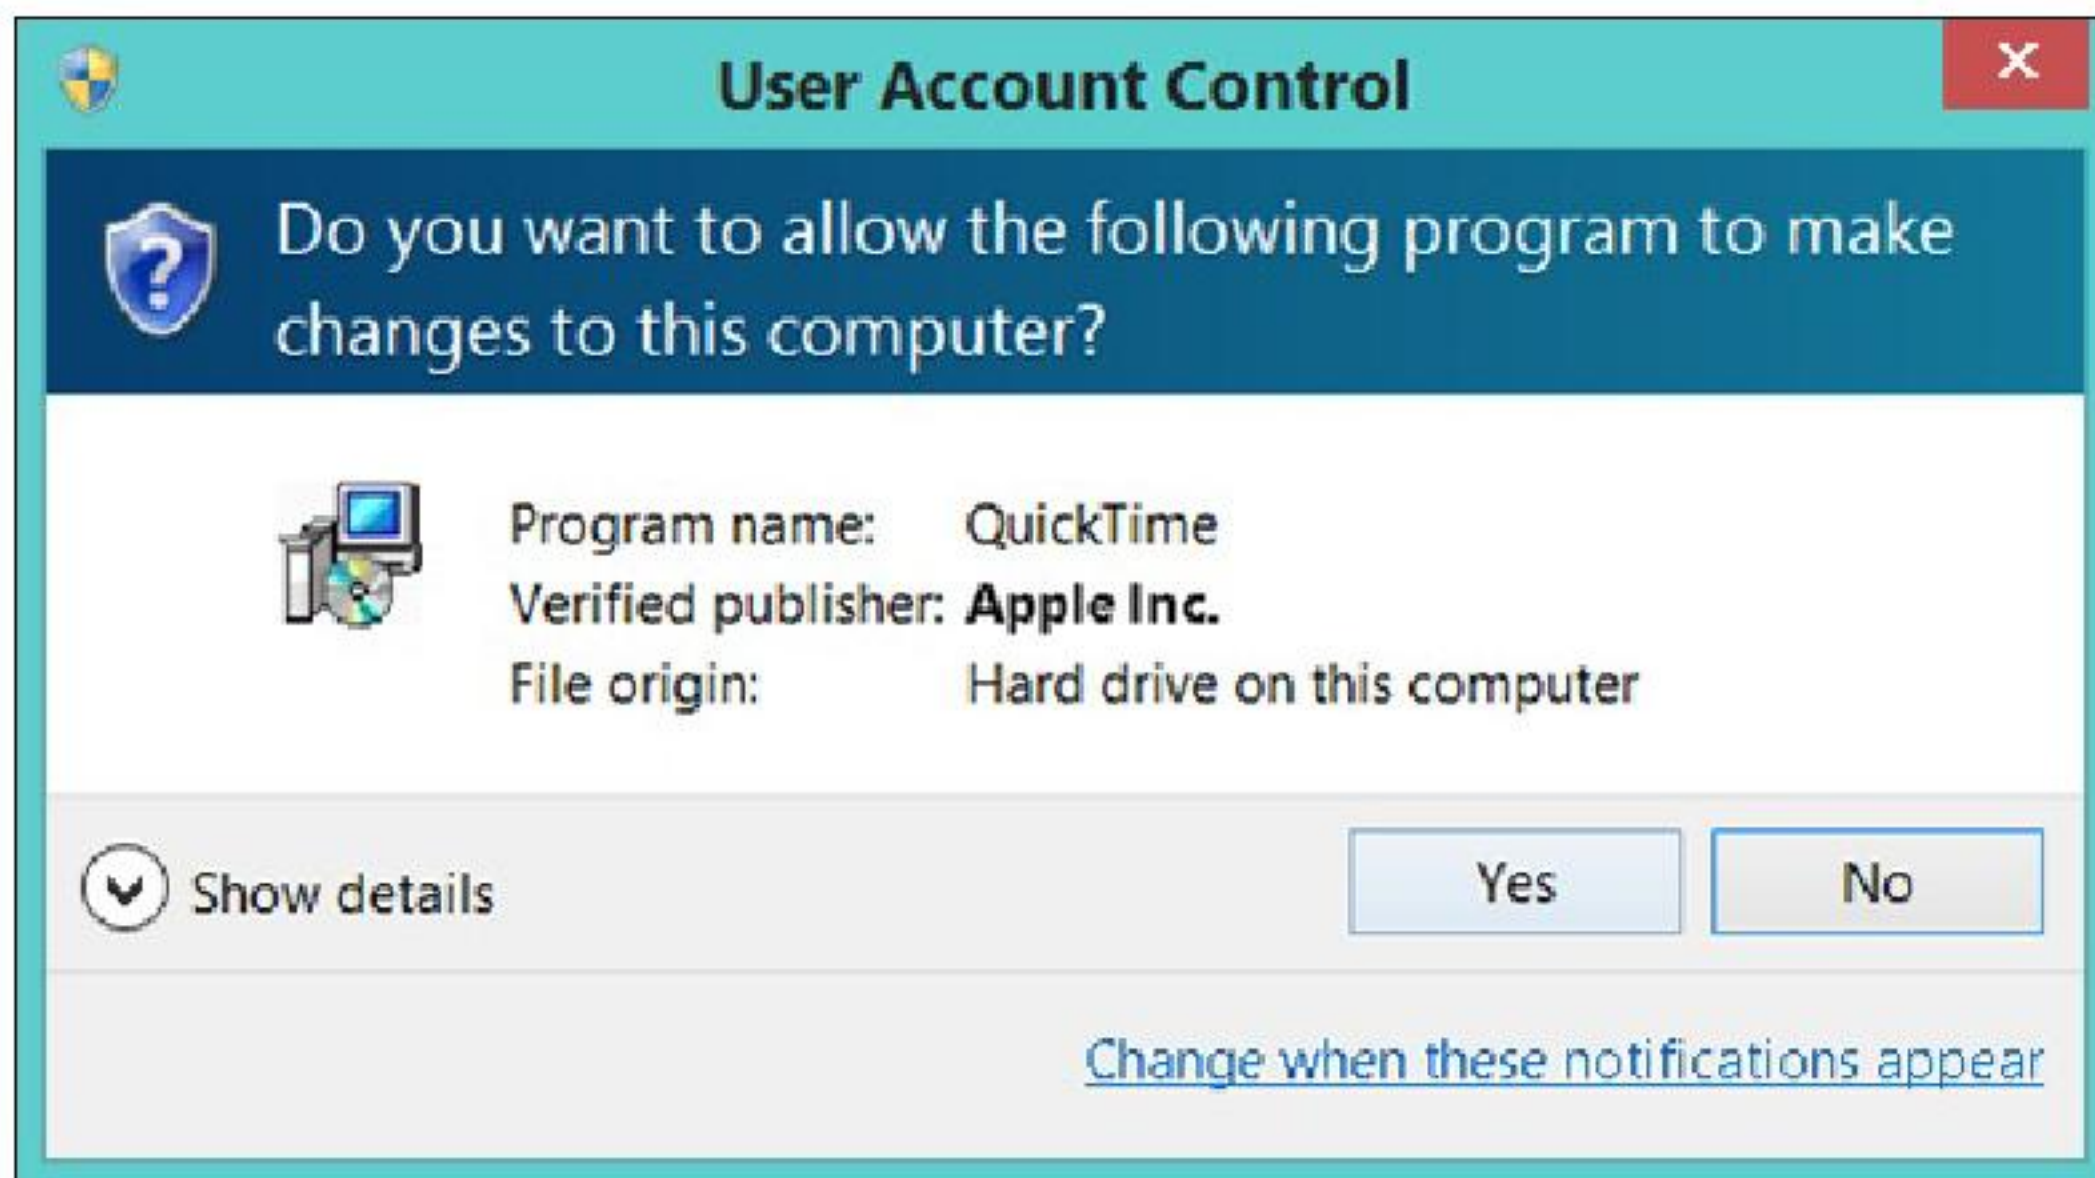 User Account Control
Do you want to allow the following program to make
changes to this computer?
Program name: QuickTime
Verified publisher: Apple Inc.
File origin: Hard drive on this computer
Show details
Yes
No
Change when these notifications appear